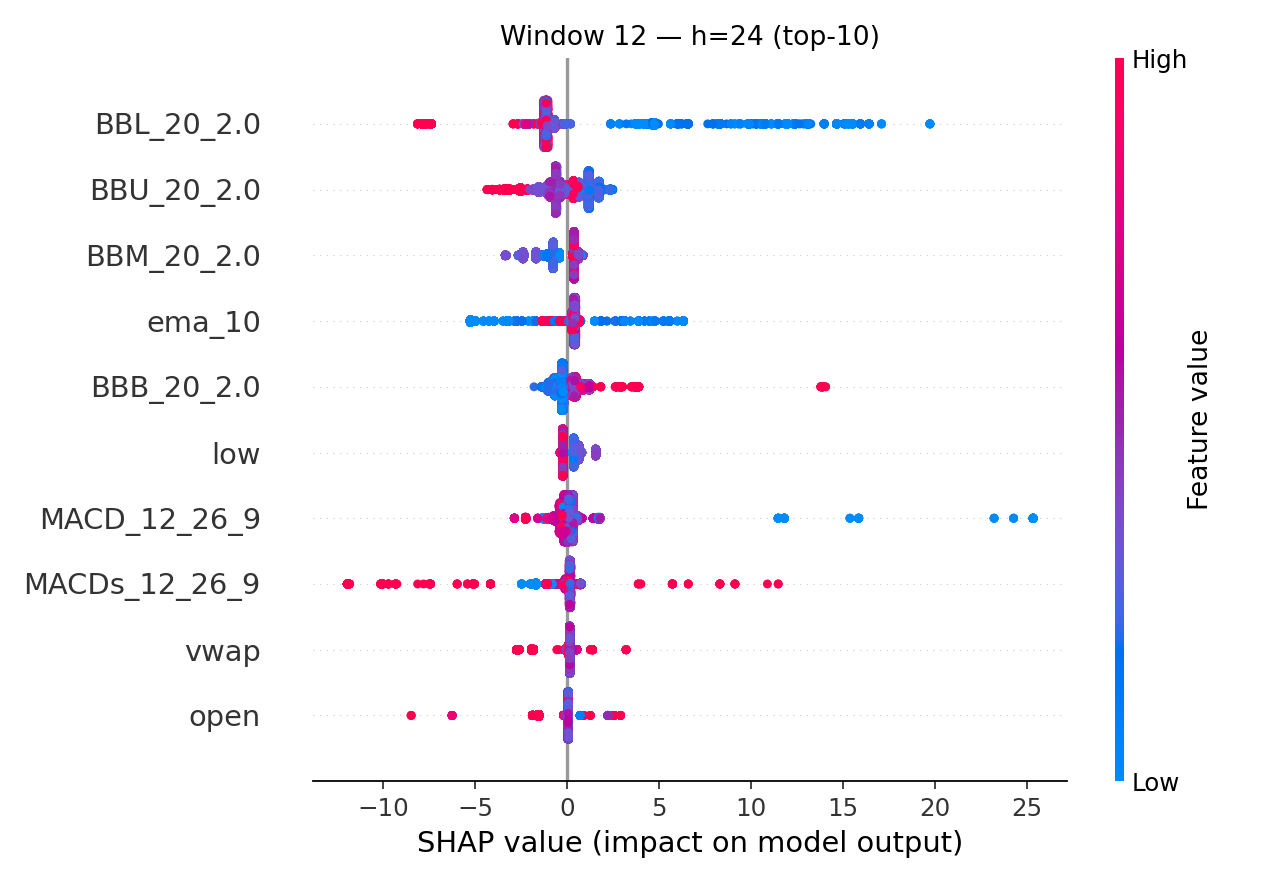 Window 12 — h=24 (top-10)
High
BBL_20_2.0
BBU_20_2.0
BBM_20_2.0
ema_10
BBB_20_2.0
low
MACD_12_26_9
MACDs_12_26_9
vwap
open
Feature value
Low
−10 −5 0 5 10 15 20 25
SHAP value (impact on model output)